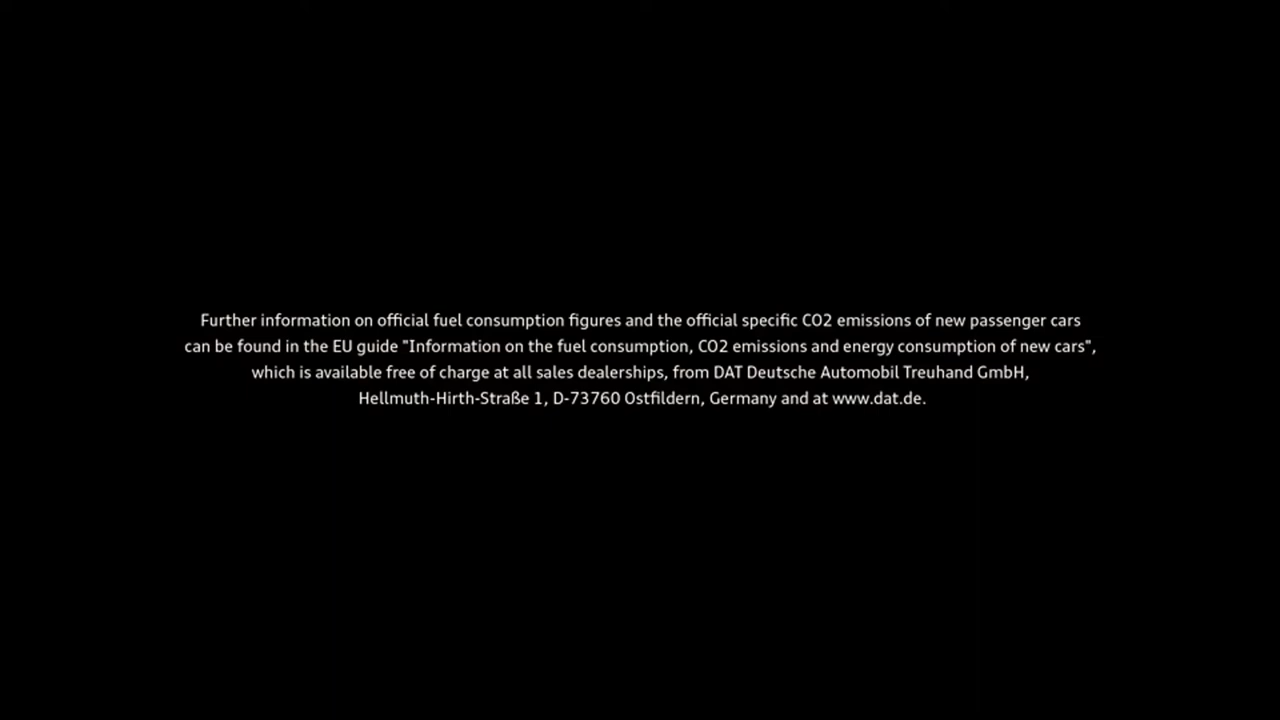 Further information on official fuel consumption figures and the official specific CO2 emissions of new passenger cars
can be found in the EU guide "Information on the fuel consumption, CO2 emissions and energy consumption of new cars",
which is available free of charge at all sales dealerships, from DAT Deutsche Automobil Treuhand GmbH,
Hellmuth-Hirth-Straße 1, D-73760 Ostfildern, Germany and at www.dat.de.